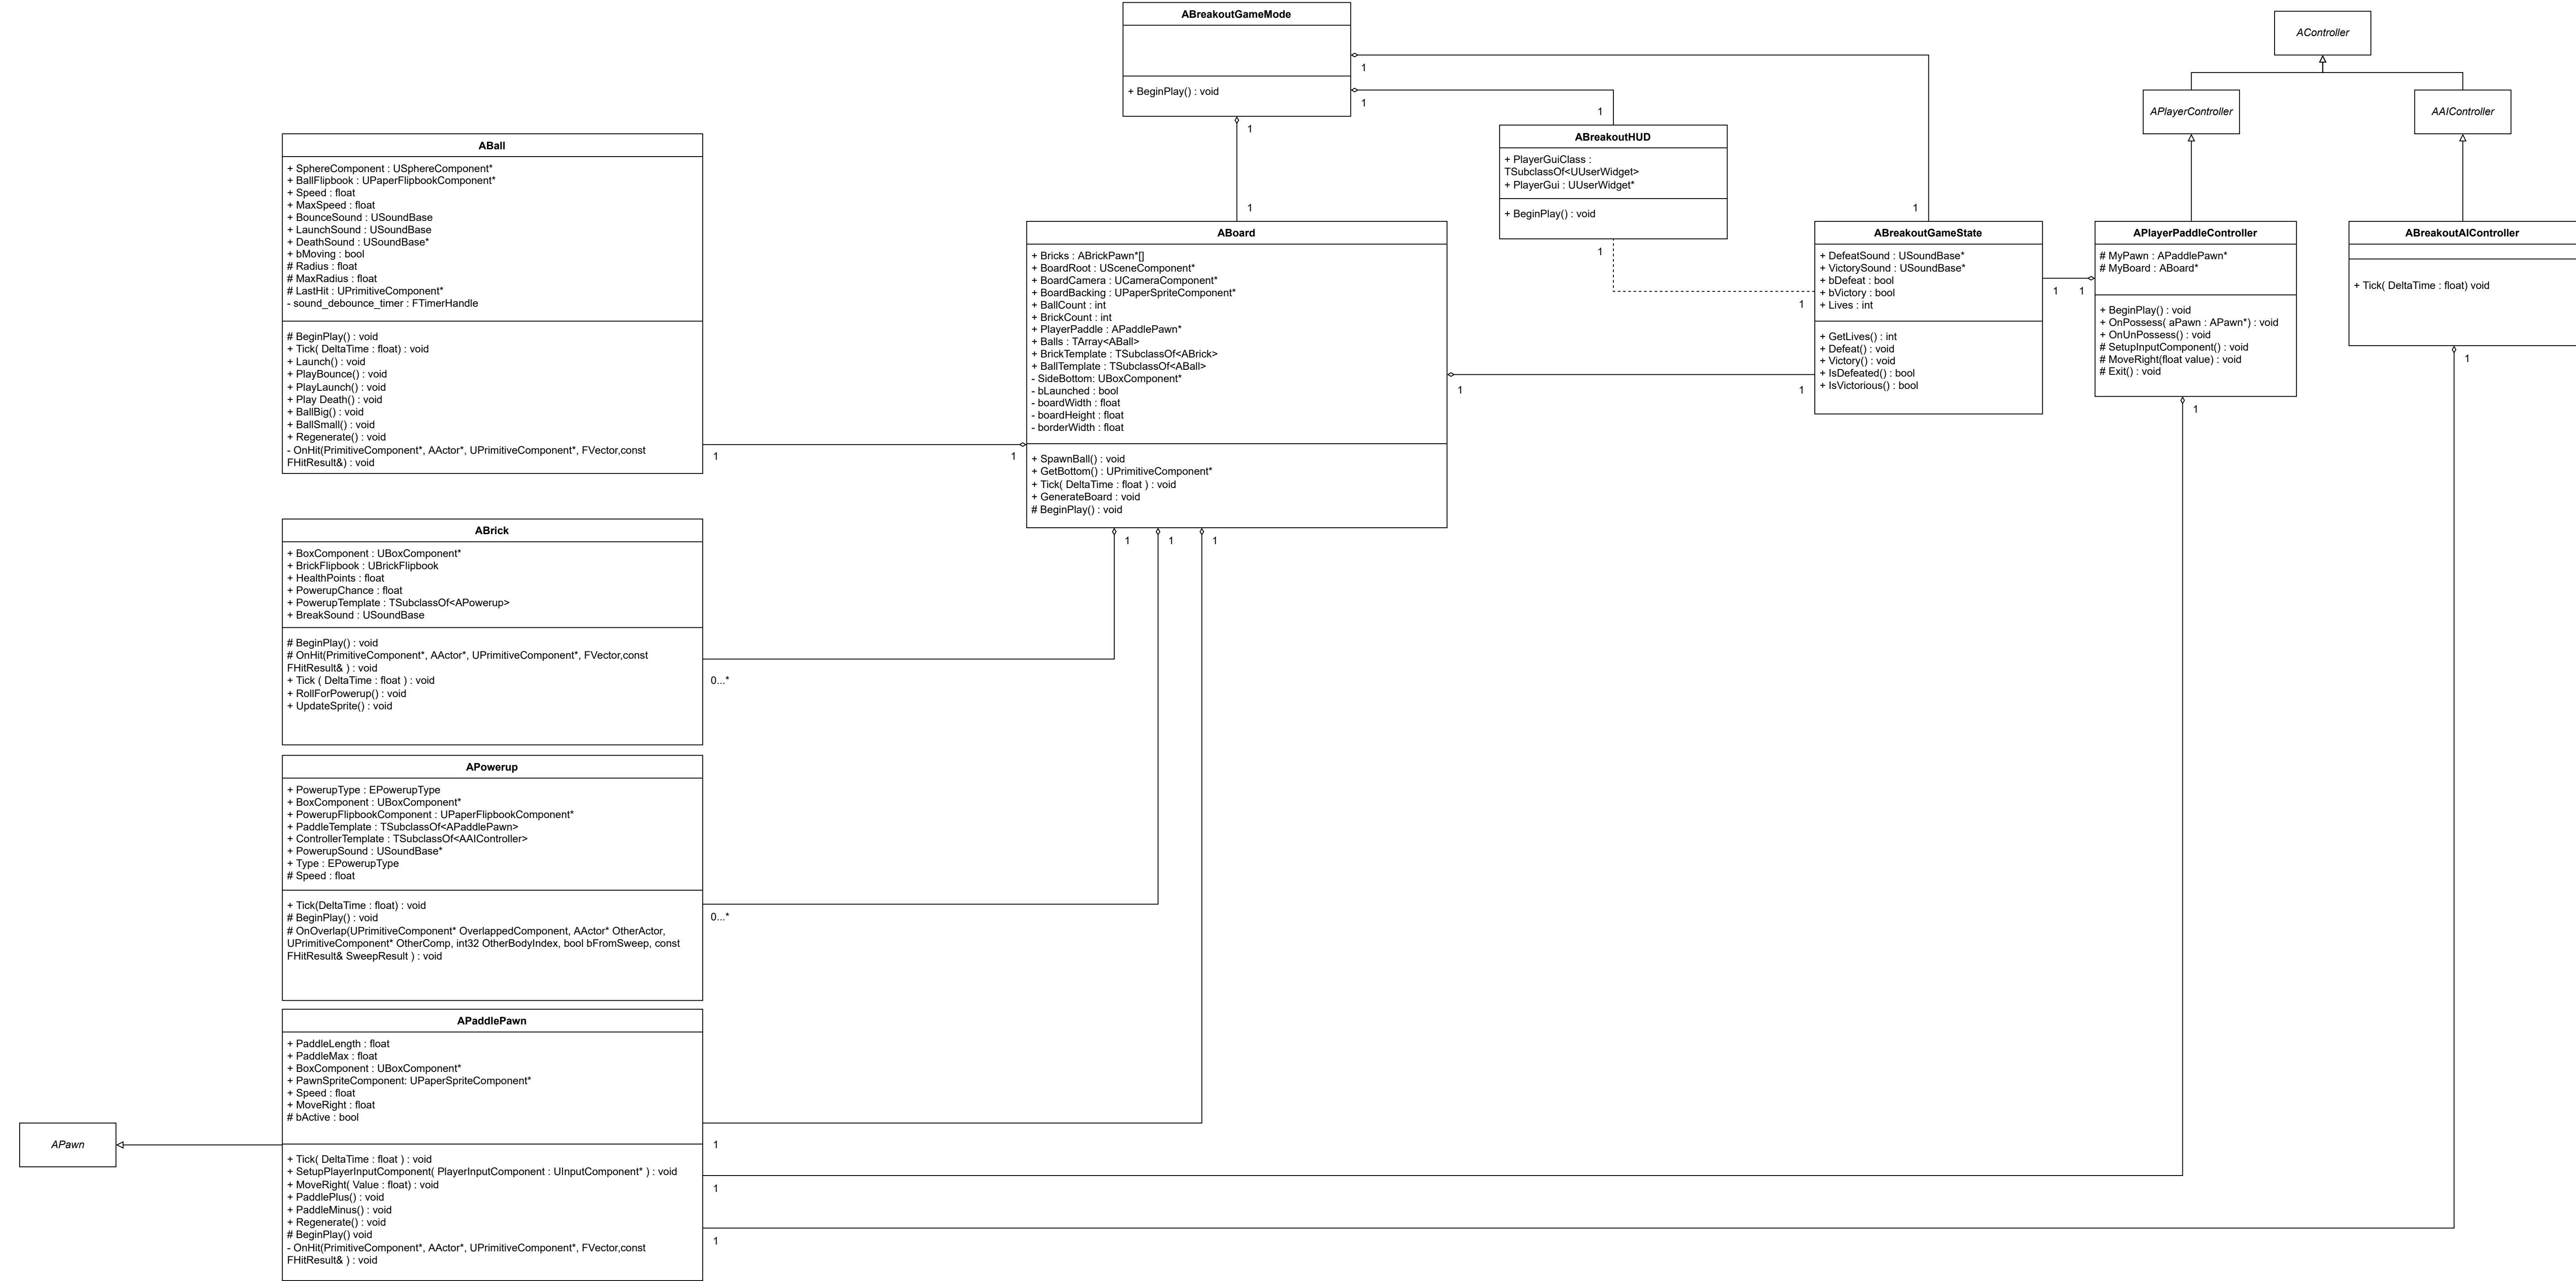 ABreakoutGameMode
+ BeginPlay() : void
1
1
1
1
1
1
AController
APlayerController
AAIController
ABall
+ SphereComponent : USphereComponent*
+ BallFlipbook : UPaperFlipbookComponent*
+ Speed : float
+ MaxSpeed : float
+ BounceSound : USoundBase
+ LaunchSound : USoundBase
+ DeathSound : USoundBase*
+ bMoving : bool
# Radius : float
# MaxRadius : float
# LastHit : UPrimitiveComponent*
- sound_debounce_timer : FTimerHandle
# BeginPlay() : void
+ Tick( DeltaTime : float) : void
+ Launch() : void
+ PlayBounce() : void
+ PlayLaunch() : void
+ Play Death() : void
+ BallBig() : void
+ BallSmall() : void
+ Regenerate() : void
- OnHit(PrimitiveComponent*, AActor*, UPrimitiveComponent*, FVector,const
FHitResult&) : void
1
1
ABoard
+ Bricks : ABrickPawn*[]
+ BoardRoot : USceneComponent*
+ BoardCamera : UCameraComponent*
+ BoardBacking : UPaperSpriteComponent*
+ BallCount : int
+ BrickCount : int
+ PlayerPaddle : APaddlePawn*
+ Balls : TArray<ABall>
+ BrickTemplate : TSubclassOf<ABrick>
+ BallTemplate : TSubclassOf<ABall>
- SideBottom: UBoxComponent*
- bLaunched : bool
- boardWidth : float
- boardHeight : float
- borderWidth : float
+ SpawnBall() : void
+ GetBottom() : UPrimitiveComponent*
+ Tick( DeltaTime : float ) : void
+ GenerateBoard : void
# BeginPlay() : void
1
1
1
1
1
ABreakoutHUD
+ PlayerGuiClass :
TSubclassOf<UUserWidget>
+ PlayerGui : UUserWidget*
+ BeginPlay() : void
1
1
ABreakoutGameState
+ DefeatSound : USoundBase*
+ VictorySound : USoundBase*
+ bDefeat : bool
+ bVictory : bool
+ Lives : int
+ GetLives() : int
+ Defeat() : void
+ Victory() : void
+ IsDefeated() : bool
+ IsVictorious() : bool
1
1
APlayerPaddleController
# MyPawn : APaddlePawn*
# MyBoard : ABoard*
+ BeginPlay() : void
+ OnPossess( aPawn : APawn*) : void
+ OnUnPossess() : void
# SetupInputComponent() : void
# MoveRight(float value) : void
# Exit() : void
1
ABreakoutAIController
+ Tick( DeltaTime : float) void
1
ABrick
+ BoxComponent : UBoxComponent*
+ BrickFlipbook : UBrickFlipbook
+ HealthPoints : float
+ PowerupChance : float
+ PowerupTemplate : TSubclassOf<APowerup>
+ BreakSound : USoundBase
# BeginPlay() : void
# OnHit(PrimitiveComponent*, AActor*, UPrimitiveComponent*, FVector,const
FHitResult& ) : void
+ Tick ( DeltaTime : float ) : void
+ RollForPowerup() : void
+ UpdateSprite() : void
0...*
APowerup
+ PowerupType : EPowerupType
+ BoxComponent : UBoxComponent*
+ PowerupFlipbookComponent : UPaperFlipbookComponent*
+ PaddleTemplate : TSubclassOf<APaddlePawn>
+ ControllerTemplate : TSubclassOf<AAIController>
+ PowerupSound : USoundBase*
+ Type : EPowerupType
# Speed : float
+ Tick(DeltaTime : float) : void
# BeginPlay() : void
# OnOverlap(UPrimitiveComponent* OverlappedComponent, AActor* OtherActor,
UPrimitiveComponent* OtherComp, int32 OtherBodyIndex, bool bFromSweep, const
FHitResult& SweepResult ) : void
0...*
APaddlePawn
+ PaddleLength : float
+ PaddleMax : float
+ BoxComponent : UBoxComponent*
+ PawnSpriteComponent: UPaperSpriteComponent*
+ Speed : float
+ MoveRight : float
# bActive : bool
+ Tick( DeltaTime : float ) : void
+ SetupPlayerInputComponent( PlayerInputComponent : UInputComponent* ) : void
+ MoveRight( Value : float) : void
+ PaddlePlus() : void
+ PaddleMinus() : void
+ Regenerate() : void
# BeginPlay() void
- OnHit(PrimitiveComponent*, AActor*, UPrimitiveComponent*, FVector,const
FHitResult& ) : void
1
1
1
APawn